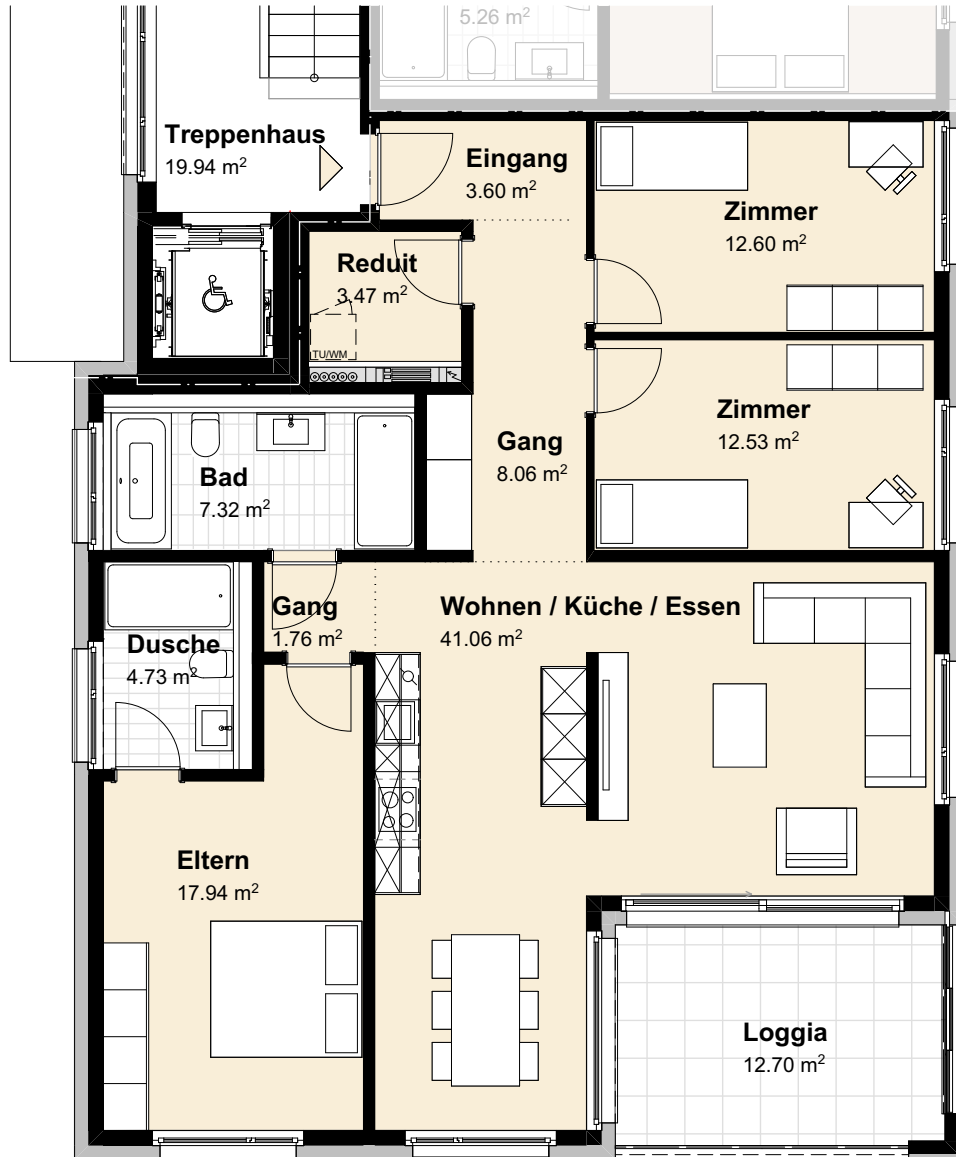 5.26 m²
Treppenhaus
19.94 m²
Eingang
3.60 m²
Zimmer
12.60 m²
Reduit
3.47 m²
TU/WM
Zimmer
12.53 m²
Gang
8.06 m²
Bad
7.32 m²
Gang
1.76 m²
Wohnen / Küche / Essen
41.06 m²
Dusche
4.73 m²
Eltern
17.94 m²
Loggia
12.70 m²